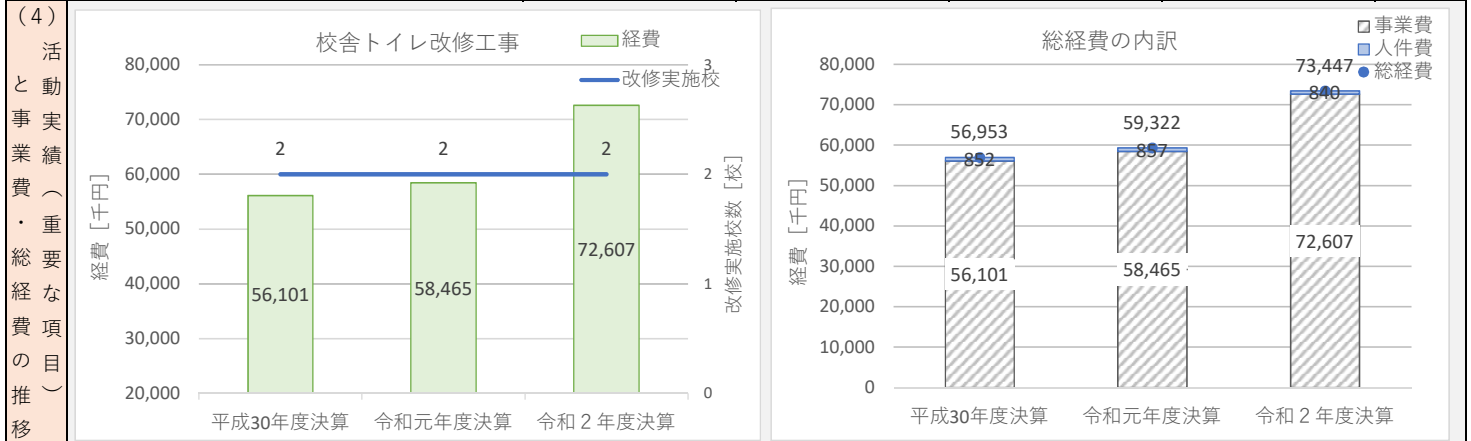 （4）活動実績（重要な項目）
と事業費・総経費の推移
校舎トイレ改修工事
経費
改修実施校
80,000
70,000
60,000
50,000
40,000
30,000
20,000
経費［千円］
3
2
1
0
改修実施校数［校］
2
2
2
56,101
58,465
72,607
平成30年度決算
令和元年度決算
令和２年度決算
総経費の内訳
事業費
人件費
総経費
80,000
70,000
60,000
50,000
40,000
30,000
20,000
10,000
0
経費［千円］
56,953
59,322
73,447
852
857
840
56,101
58,465
72,607
平成30年度決算
令和元年度決算
令和２年度決算